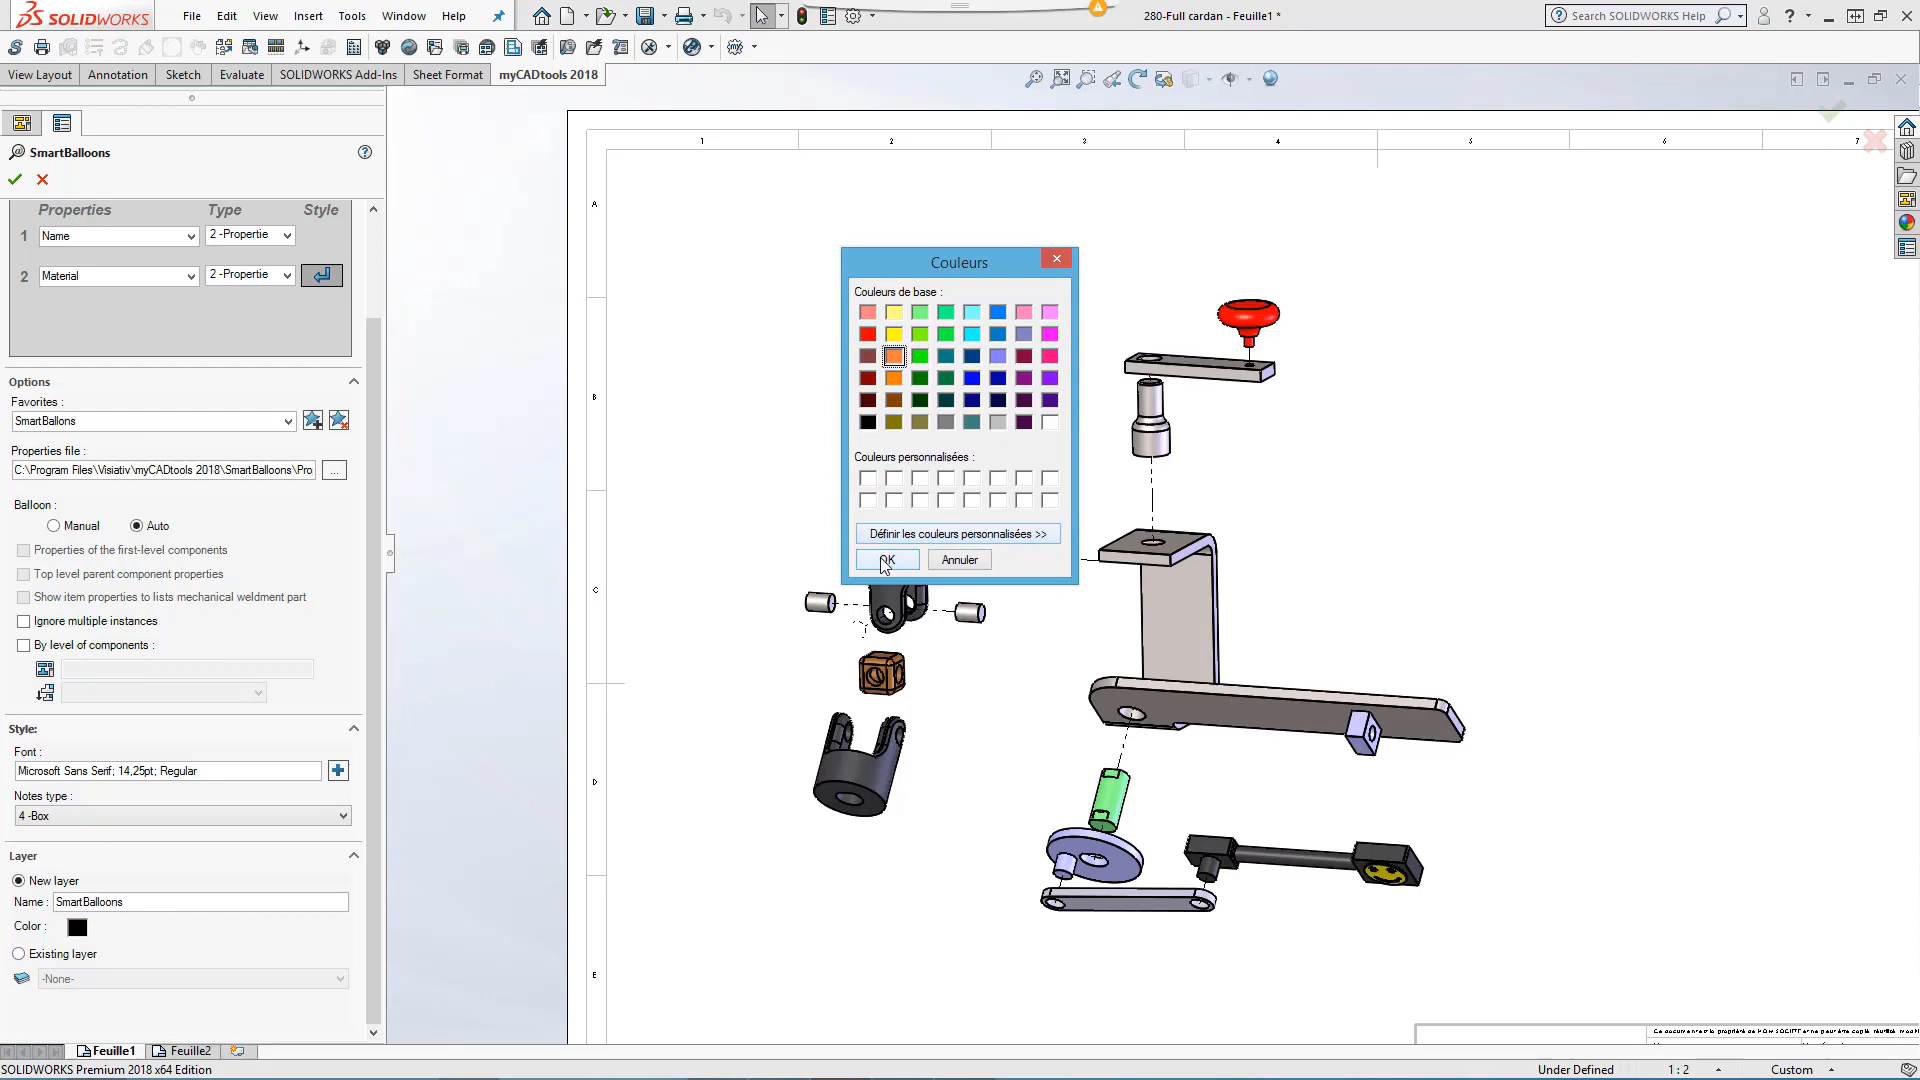 SOLIDWORKS
File Edit View Insert Tools Window Help
280-Full cardan - Feuille1 *
Search SOLIDWORKS Help
View Layout Annotation Sketch Evaluate SOLIDWORKS Add-Ins Sheet Format myCADtools 2018
SmartBalloons
Properties Type Style
1 Name 2 -Propertie
2 Material 2 -Propertie
Options
Favorites :
SmartBalloons
Properties file :
C:\Program Files\Visiativ\myCADtools 2018\SmartBalloons\Pro ...
Balloon :
Manual Auto
Properties of the first-level components
Top level parent component properties
Show item properties to lists mechanical weldment part
Ignore multiple instances
By level of components :
Style:
Font :
Microsoft Sans Serif; 14,25pt; Regular
Notes type :
4 -Box
Layer
New layer
Name : SmartBalloons
Color :
Existing layer
-None-
1 2 3 4 5 6 7
A
B
C
D
E
Couleurs
Couleurs de base :
Couleurs personnalisées :
Définir les couleurs personnalisées >>
OK Annuler
Feuille1 Feuille2
SOLIDWORKS Premium 2018 x64 Edition
Under Defined 1 : 2 Custom